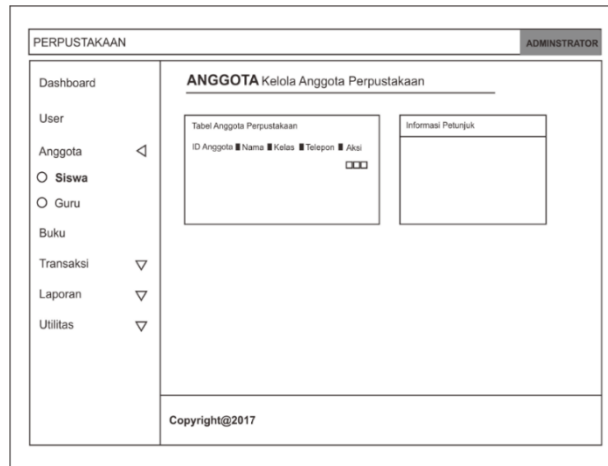 PERPUSTAKAAN
ADMINSTRATOR
Dashboard
User
Anggota
Siswa
Guru
Buku
Transaksi
Laporan
Utilitas
ANGGOTA Kelola Anggota Perpustakaan
Tabel Anggota Perpustakaan
ID Anggota Nama Kelas Telepon Aksi
Informasi Petunjuk
Copyright@2017